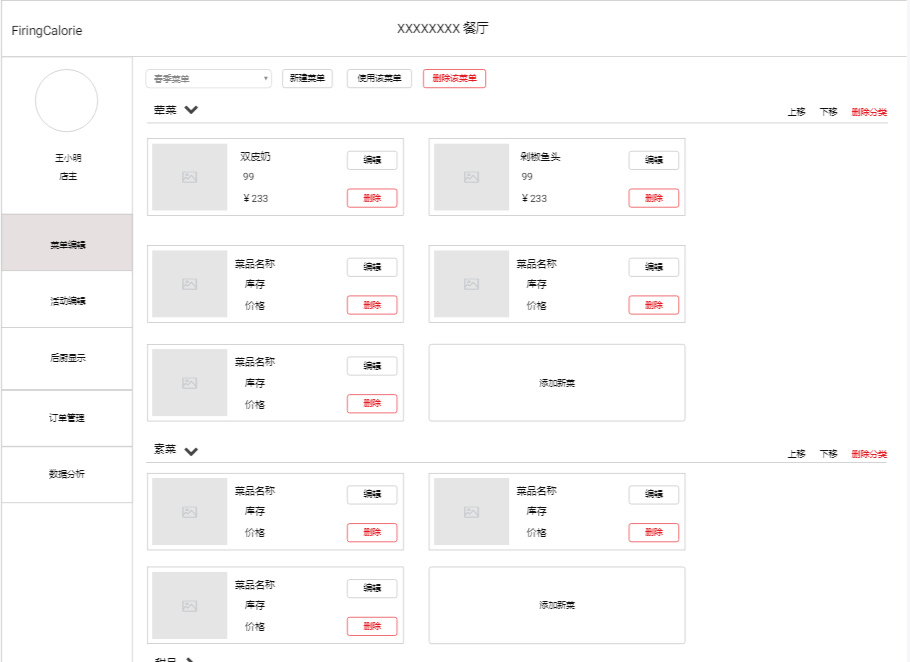 FiringCalorie
XXXXXXXX 餐厅
王小明
店主
菜单编辑
活动编辑
后厨显示
订单管理
数据分析
春季菜单 新建菜单 使用该菜单 删除该菜单
荤菜 上移 下移 删除分类
双皮奶 编辑
99
¥ 233 删除
剁椒鱼头 编辑
99
¥ 233 删除
菜品名称 编辑
库存
价格 删除
菜品名称 编辑
库存
价格 删除
菜品名称 编辑
库存
价格 删除
添加新菜
素菜 上移 下移 删除分类
菜品名称 编辑
库存
价格 删除
菜品名称 编辑
库存
价格 删除
菜品名称 编辑
库存
价格 删除
添加新菜